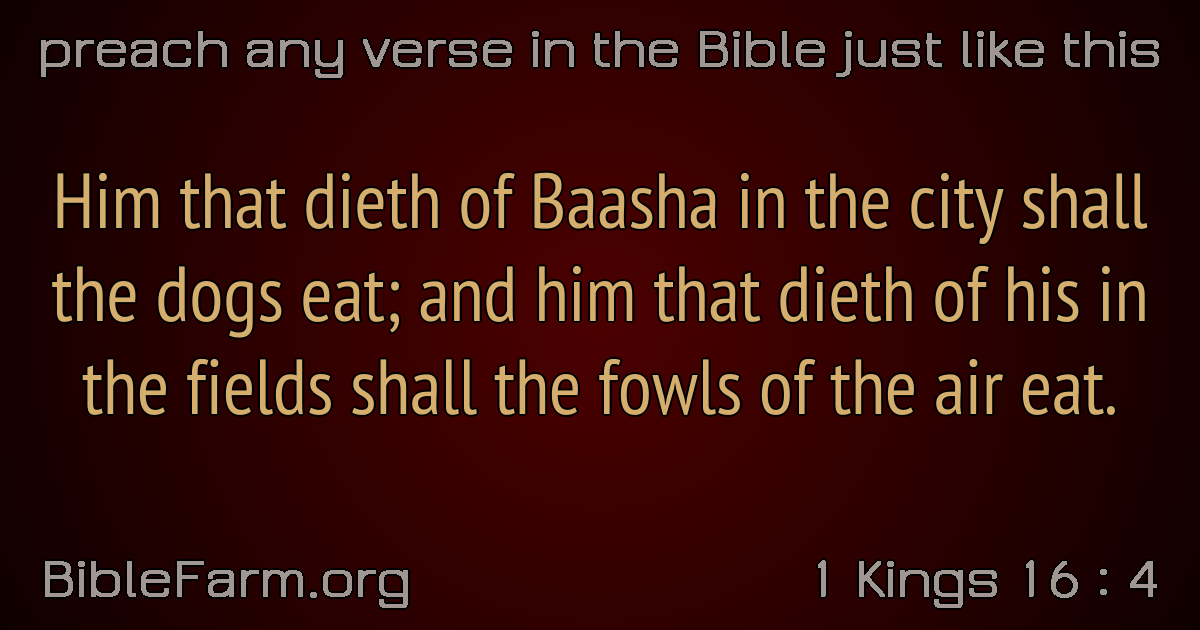 preach any verse in the Bible just like this
Him that dieth of Baasha in the city shall
the dogs eat; and him that dieth of his in
the fields shall the fowls of the air eat.
BibleFarm.org
1 Kings 16 : 4